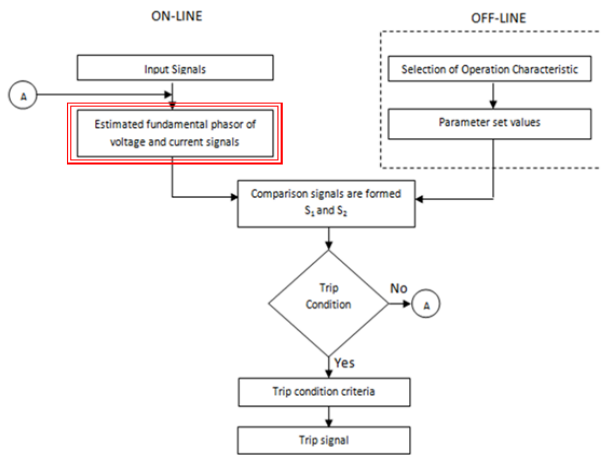 ON-LINE
OFF-LINE
Input Signals
Selection of Operation Characteristic
A
Estimated fundamental phasor of
voltage and current signals
Parameter set values
Comparison signals are formed
S₁ and S₂
Trip
Condition
No
A
Yes
Trip condition criteria
Trip signal